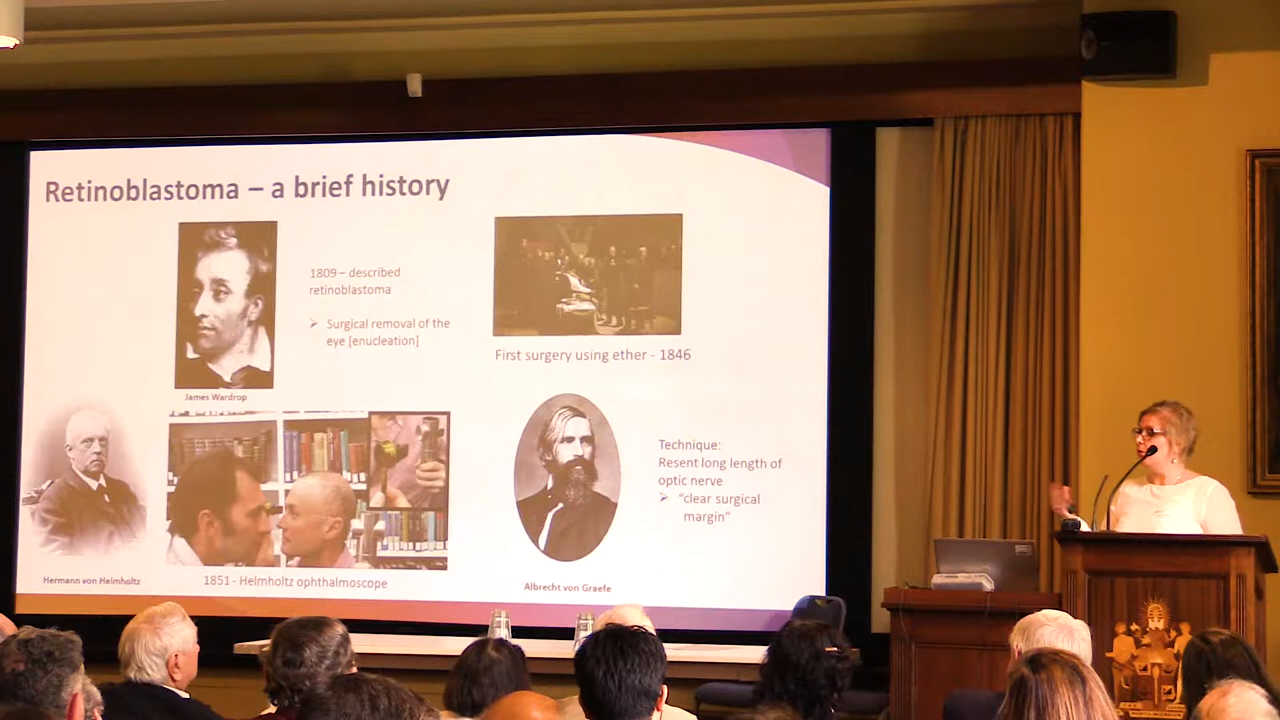 Retinoblastoma – a brief history
1809 – described
retinoblastoma
➢ Surgical removal of the
eye [enucleation]
James Wardrop
First surgery using ether - 1846
Hermann von Helmholtz
1851 - Helmholtz ophthalmoscope
Technique:
Resent long length of
optic nerve
➢ "clear surgical
margin"
Albrecht von Graefe